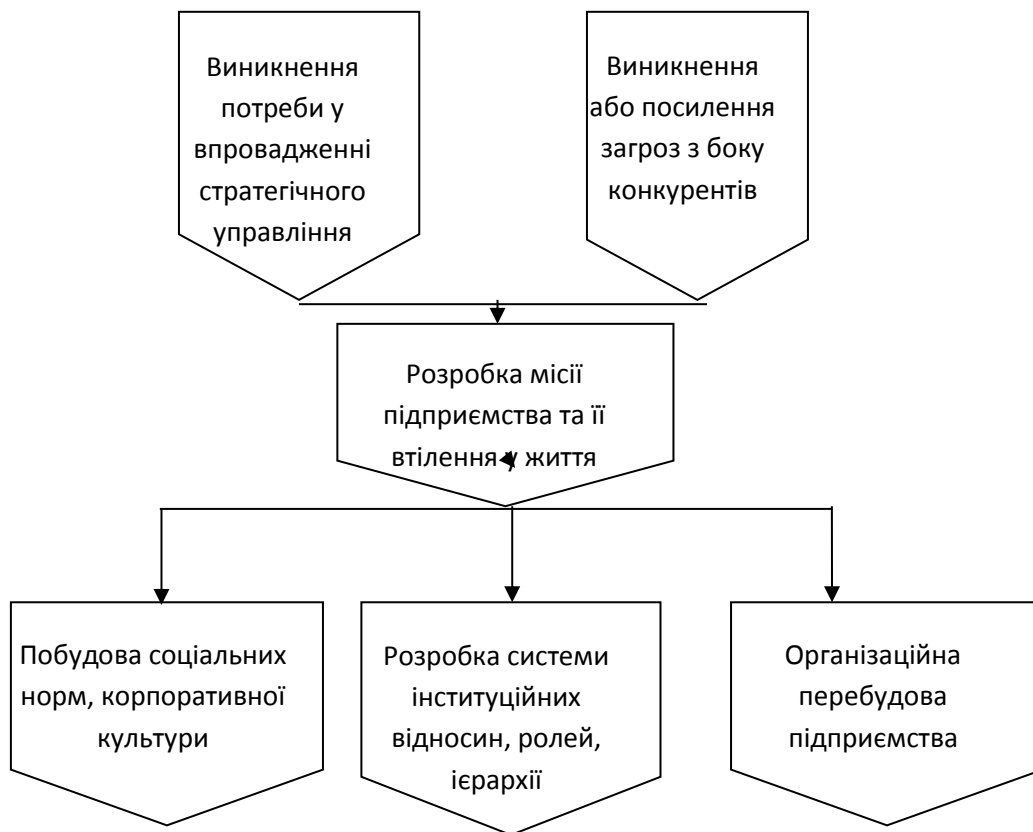 Виникнення
потреби у
впровадженні
стратегічного
управління
Виникнення
або посилення
загроз з боку
конкурентів
Розробка місії
підприємства та її
втілення у життя
Побудова соціальних
норм, корпоративної
культури
Розробка системи
інституційних
відносин, ролей,
ієрархії
Організаційна
перебудова
підприємства